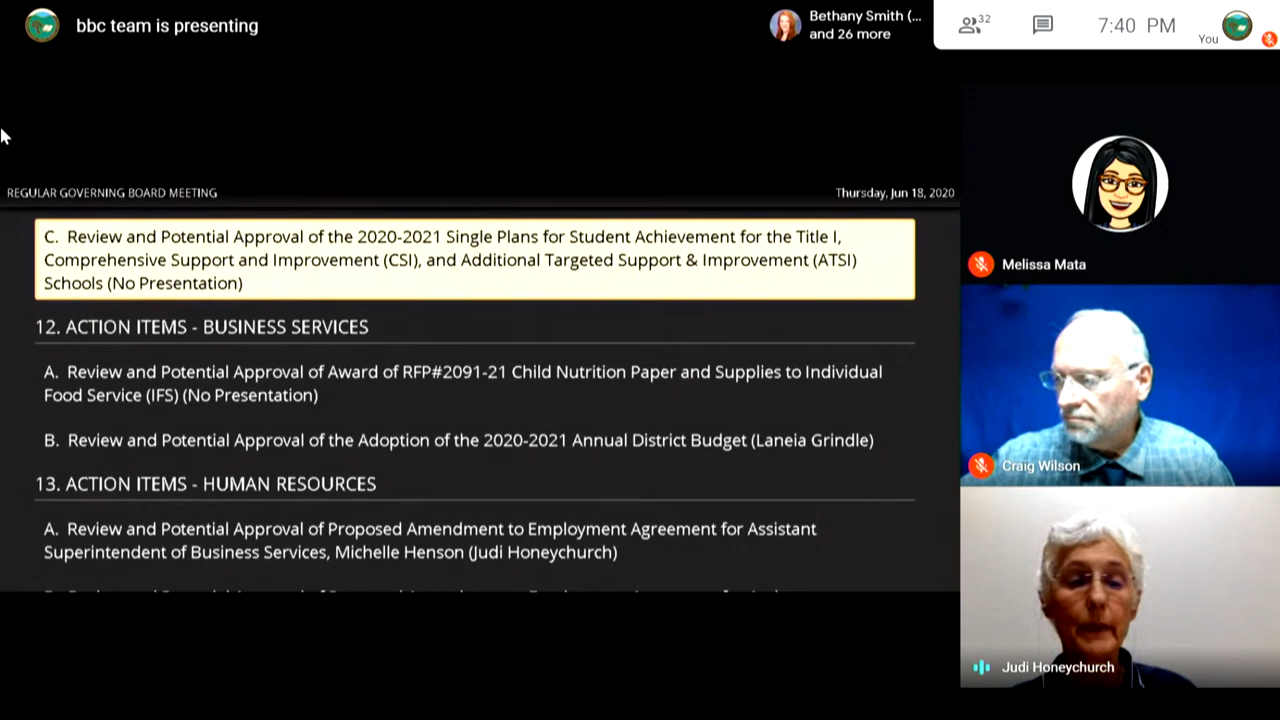 bbc team is presenting
Bethany Smith (...
and 26 more
32
7:40 PM
You
REGULAR GOVERNING BOARD MEETING
Thursday, Jun 18, 2020
C. Review and Potential Approval of the 2020-2021 Single Plans for Student Achievement for the Title I,
Comprehensive Support and Improvement (CSI), and Additional Targeted Support & Improvement (ATSI)
Schools (No Presentation)
12. ACTION ITEMS - BUSINESS SERVICES
A. Review and Potential Approval of Award of RFP#2091-21 Child Nutrition Paper and Supplies to Individual
Food Service (IFS) (No Presentation)
B. Review and Potential Approval of the Adoption of the 2020-2021 Annual District Budget (Laneia Grindle)
13. ACTION ITEMS - HUMAN RESOURCES
A. Review and Potential Approval of Proposed Amendment to Employment Agreement for Assistant
Superintendent of Business Services, Michelle Henson (Judi Honeychurch)
Melissa Mata
Craig Wilson
Judi Honeychurch